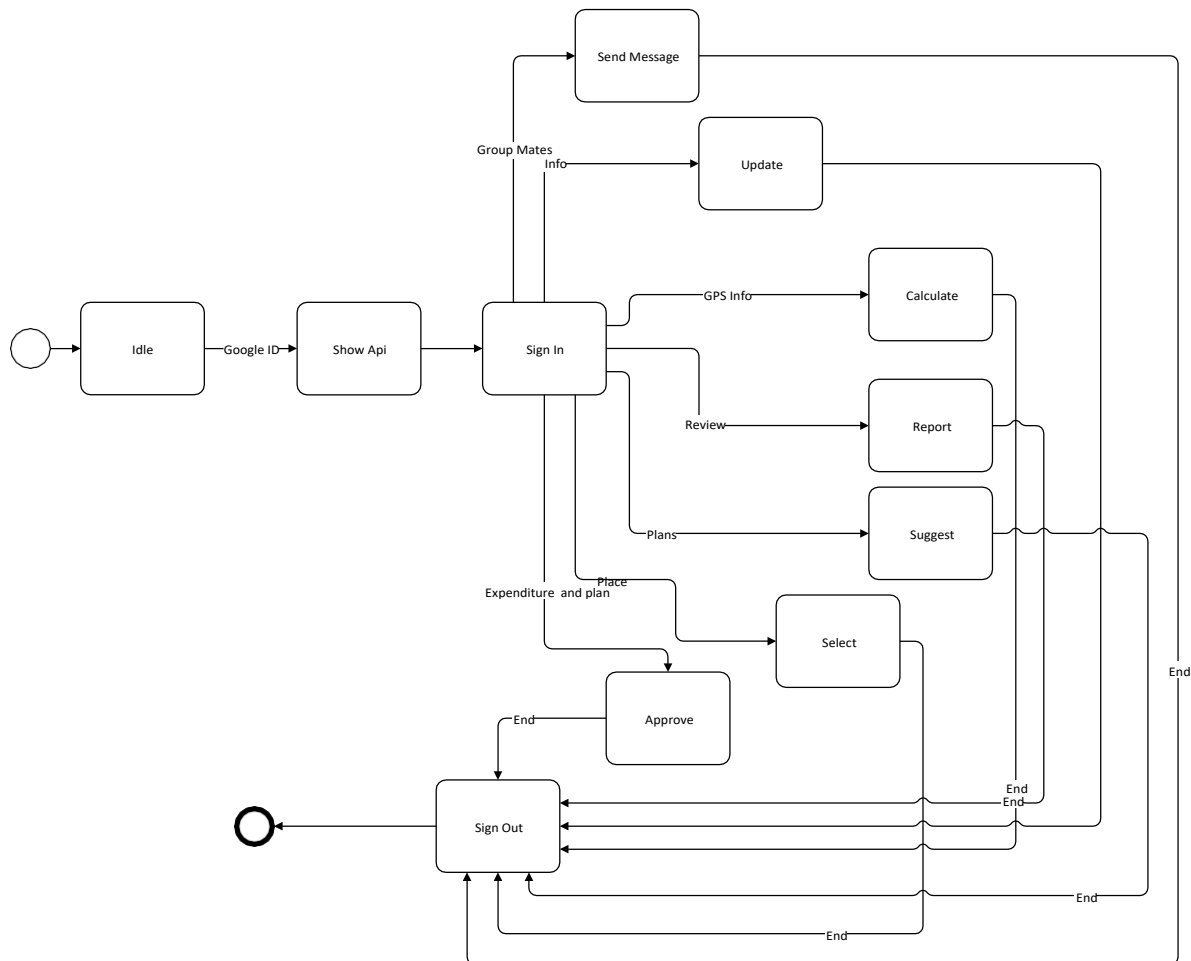 Send Message
Group Mates
Info
Update
GPS Info
Calculate
Idle
Google ID
Show Api
Sign In
Review
Report
Plans
Suggest
Place
Expenditure and plan
Select
End
Approve
End
End
End
Sign Out
End
End